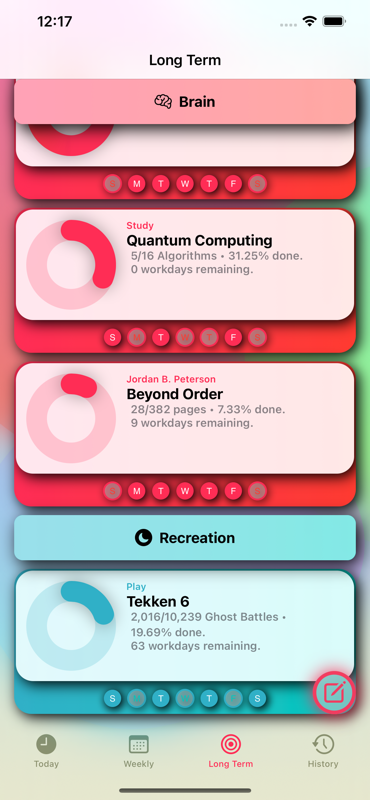 12:17
Long Term
Brain
S M T W T F S
Study
Quantum Computing
5/16 Algorithms • 31.25% done.
0 workdays remaining.
S M T W T F S
Jordan B. Peterson
Beyond Order
28/382 pages • 7.33% done.
9 workdays remaining.
S M T W T F S
Recreation
Play
Tekken 6
2,016/10,239 Ghost Battles •
19.69% done.
63 workdays remaining.
S M T W T F S
Today
Weekly
Long Term
History